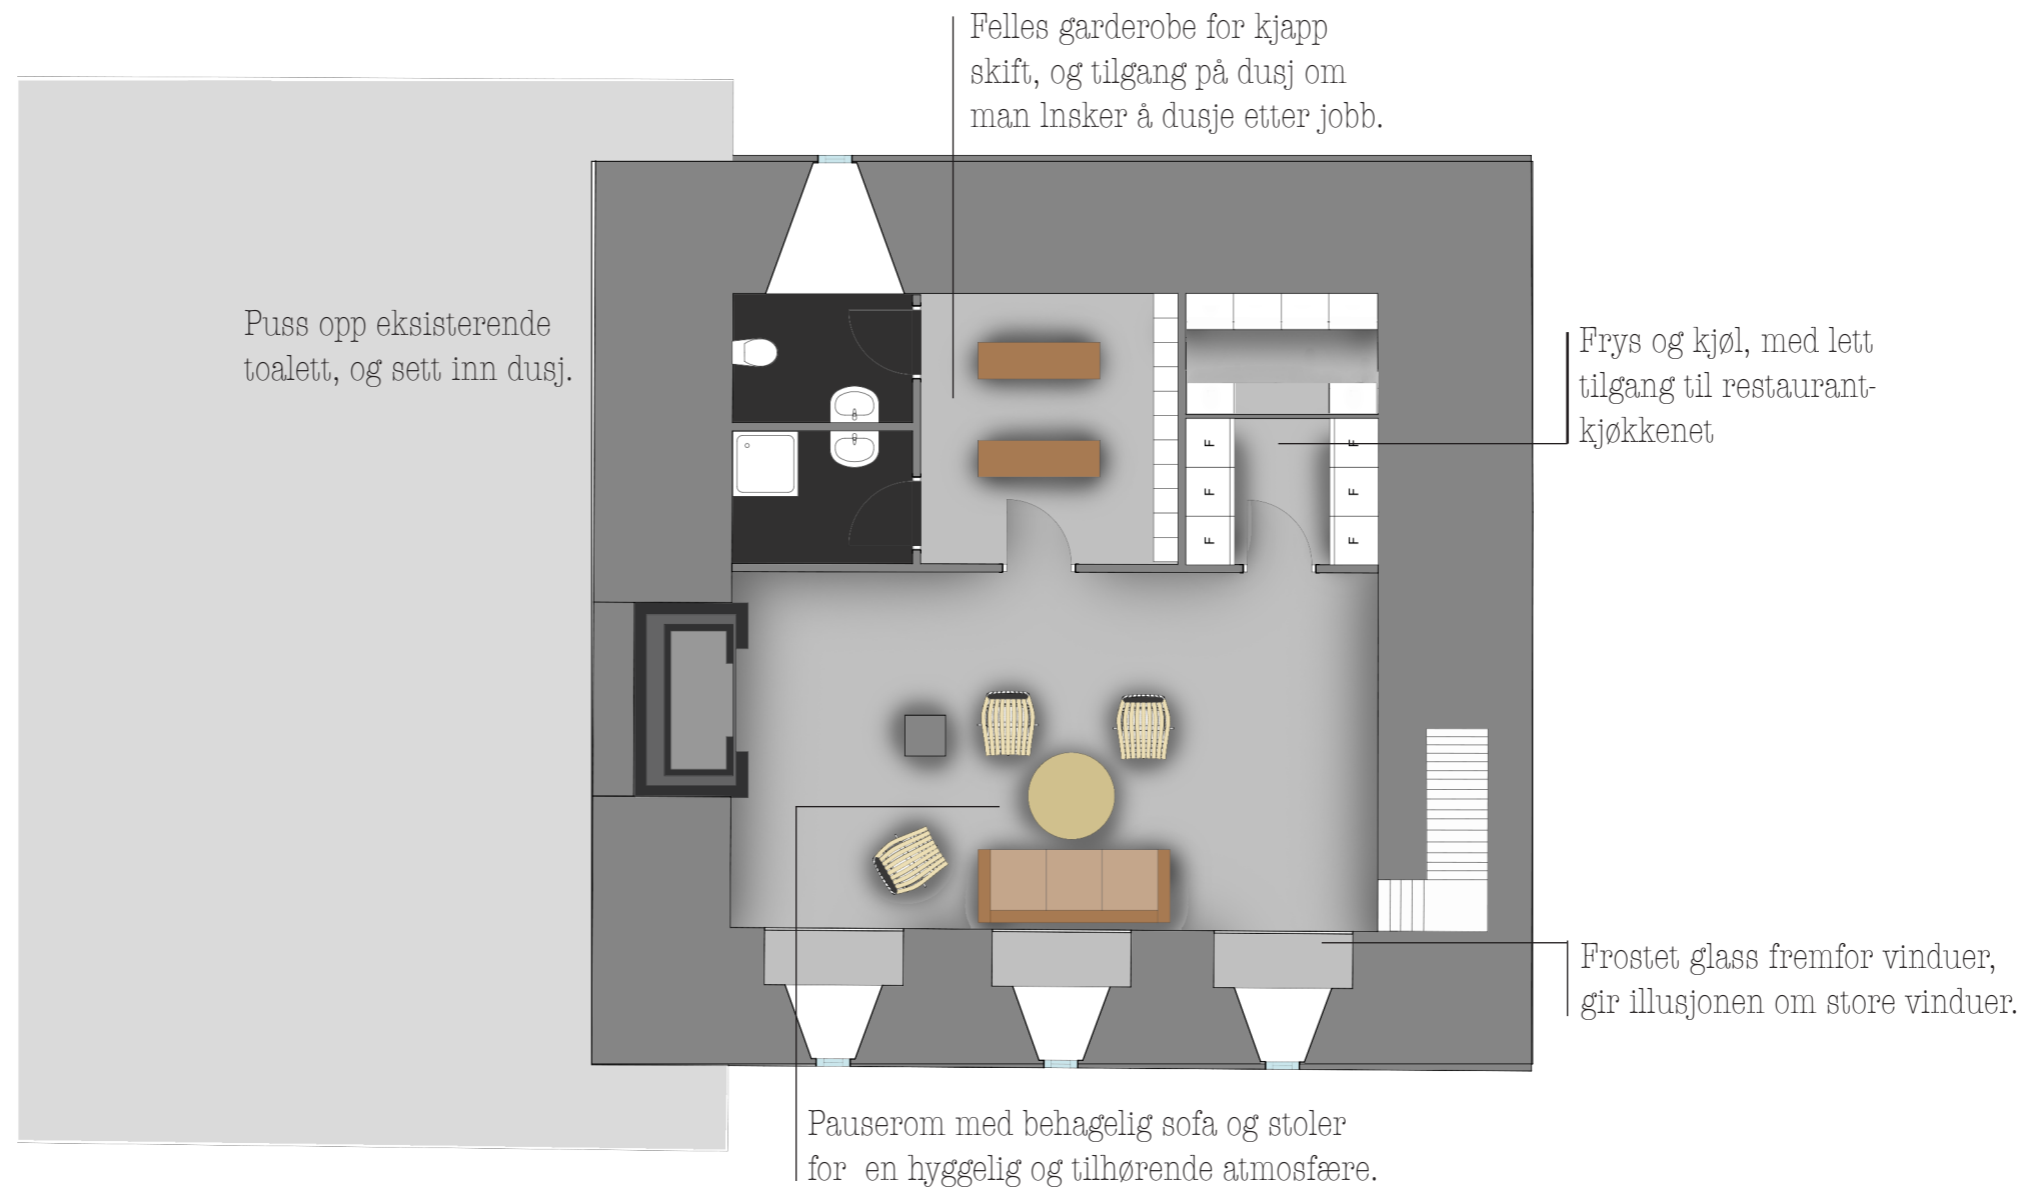 Felles garderobe for kjapp
skift, og tilgang på dusj om
man lnsker å dusje etter jobb.
Puss opp eksisterende
toalett, og sett inn dusj.
Frys og kjøl, med lett
tilgang til restaurant-
kjøkkenet
F
F
F
F
F
F
Frostet glass fremfor vinduer,
gir illusjonen om store vinduer.
Pauserom med behagelig sofa og stoler
for  en hyggelig og tilhørende atmosfære.